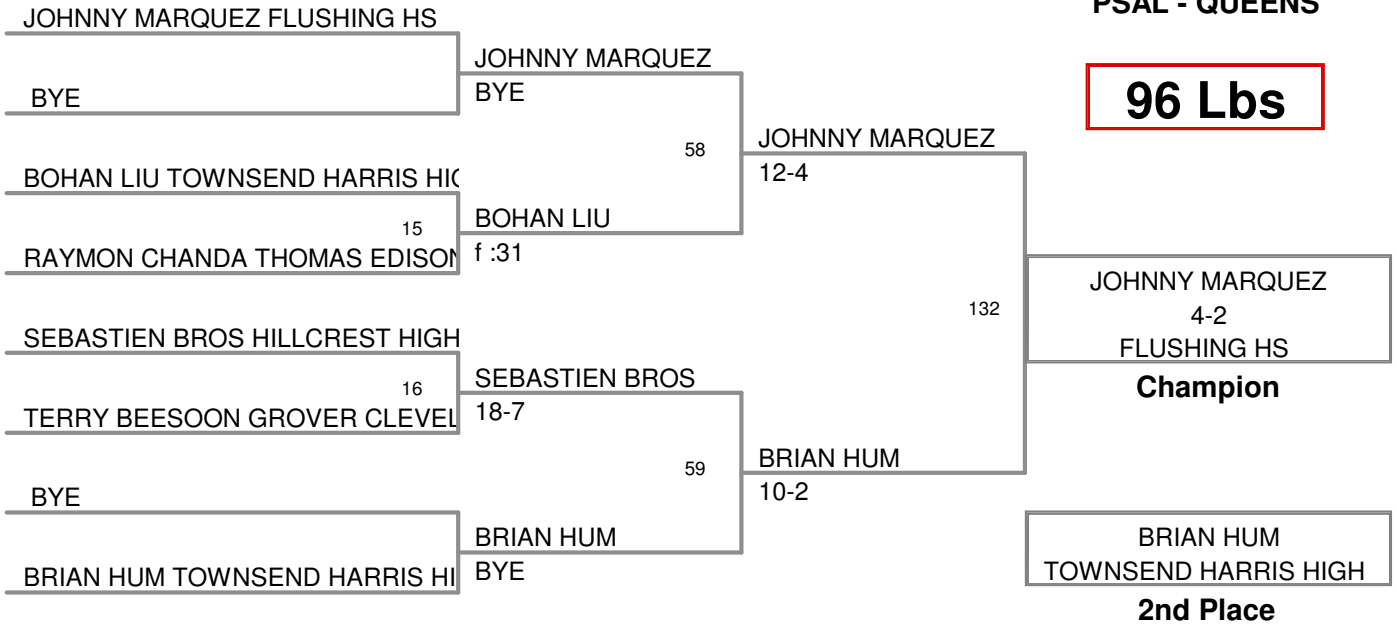 PSAL - QUEENS
96 Lbs
JOHNNY MARQUEZ FLUSHING HS
BYE
BOHAN LIU TOWNSEND HARRIS HI
15
RAYMON CHANDA THOMAS EDISON
SEBASTIEN BROS HILLCREST HIGH
16
TERRY BEESOON GROVER CLEVEL
BYE
BRIAN HUM TOWNSEND HARRIS HI
JOHNNY MARQUEZ
BYE
58
BOHAN LIU
f :31
SEBASTIEN BROS
18-7
59
BRIAN HUM
BYE
JOHNNY MARQUEZ
12-4
132
BRIAN HUM
10-2
JOHNNY MARQUEZ
4-2
FLUSHING HS
Champion
BRIAN HUM
TOWNSEND HARRIS HIGH
2nd Place